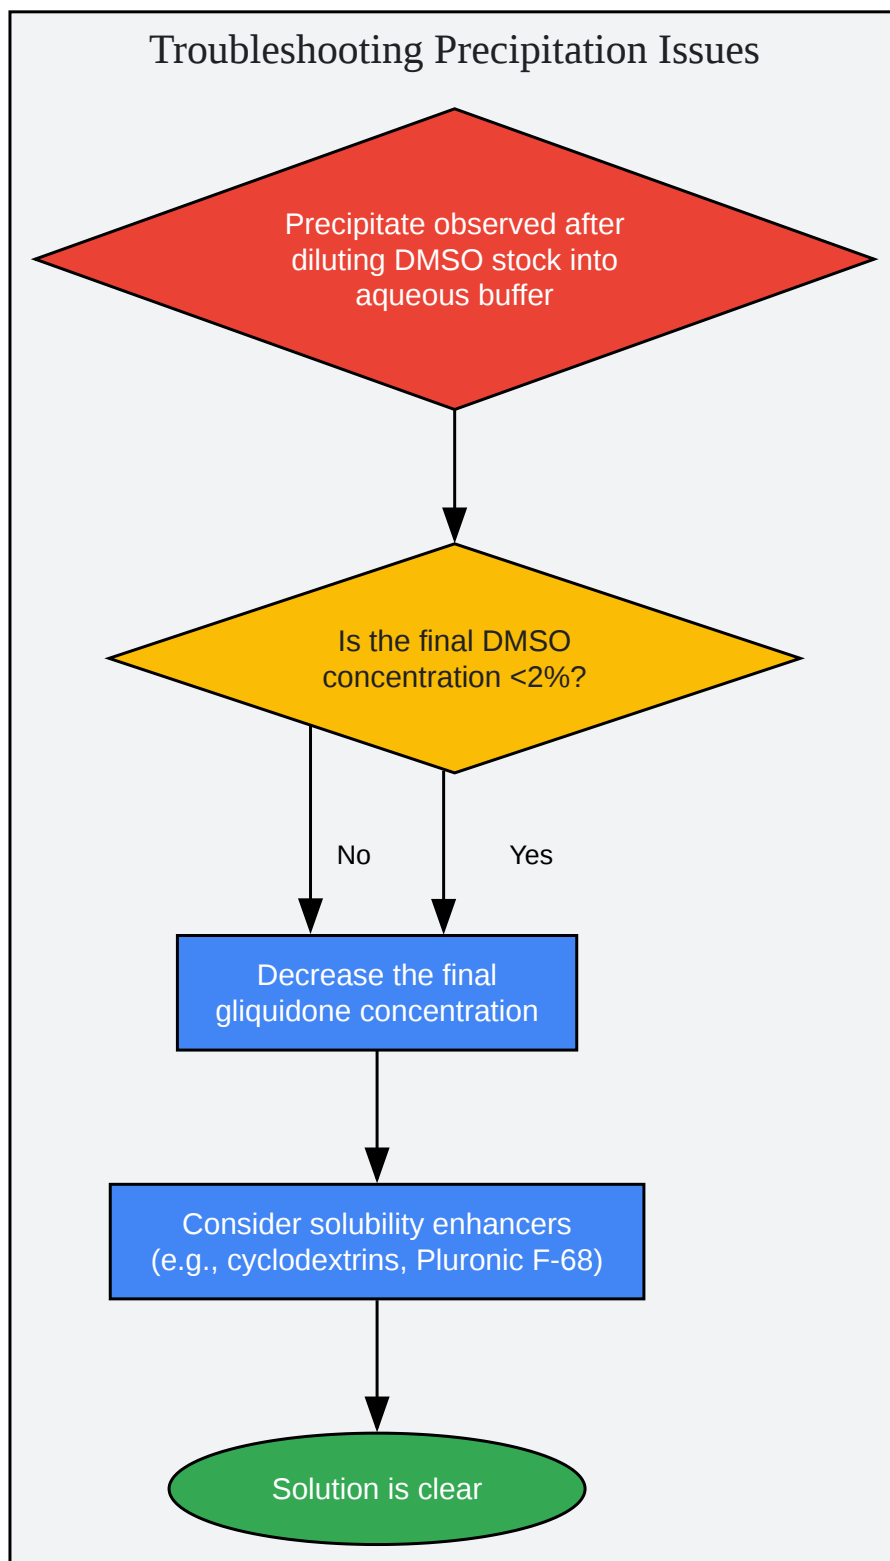 Troubleshooting Precipitation Issues
Precipitate observed after
diluting DMSO stock into
aqueous buffer
Is the final DMSO
concentration <2%?
No
Yes
Decrease the final
gliquidone concentration
Consider solubility enhancers
(e.g., cyclodextrins, Pluronic F-68)
Solution is clear